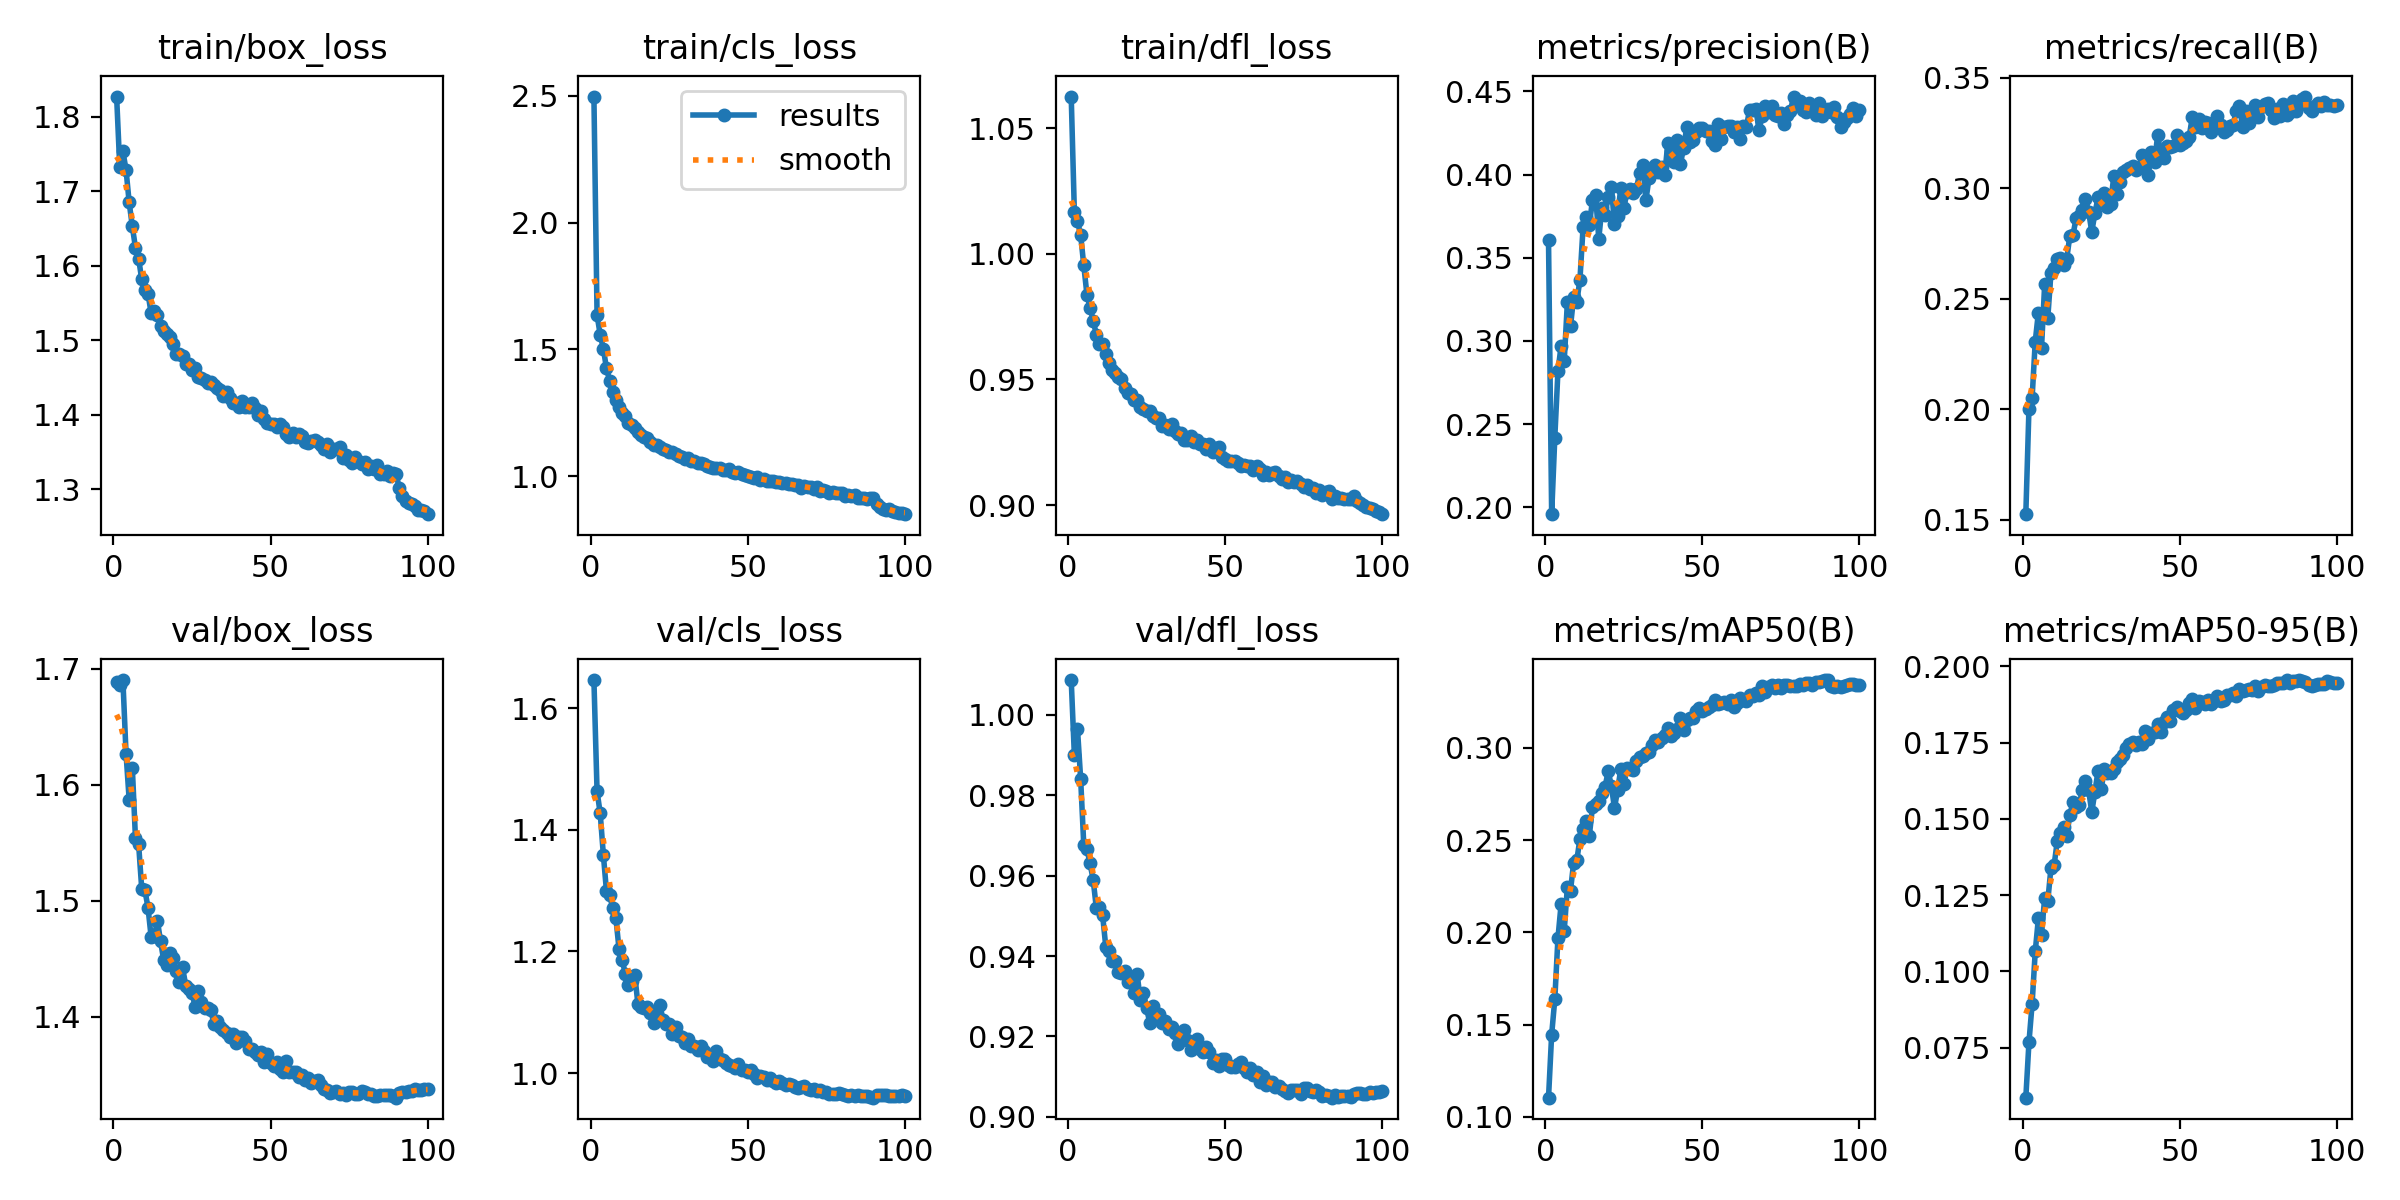 train/box_loss
1.8
1.7
1.6
1.5
1.4
1.3
0 50 100
train/cls_loss
results
smooth
2.5
2.0
1.5
1.0
0 50 100
train/dfl_loss
1.05
1.00
0.95
0.90
0 50 100
metrics/precision(B)
0.45
0.40
0.35
0.30
0.25
0.20
0 50 100
metrics/recall(B)
0.35
0.30
0.25
0.20
0.15
0 50 100
val/box_loss
1.7
1.6
1.5
1.4
0 50 100
val/cls_loss
1.6
1.4
1.2
1.0
0 50 100
val/dfl_loss
1.00
0.98
0.96
0.94
0.92
0.90
0 50 100
metrics/mAP50(B)
0.30
0.25
0.20
0.15
0.10
0 50 100
metrics/mAP50-95(B)
0.200
0.175
0.150
0.125
0.100
0.075
0 50 100